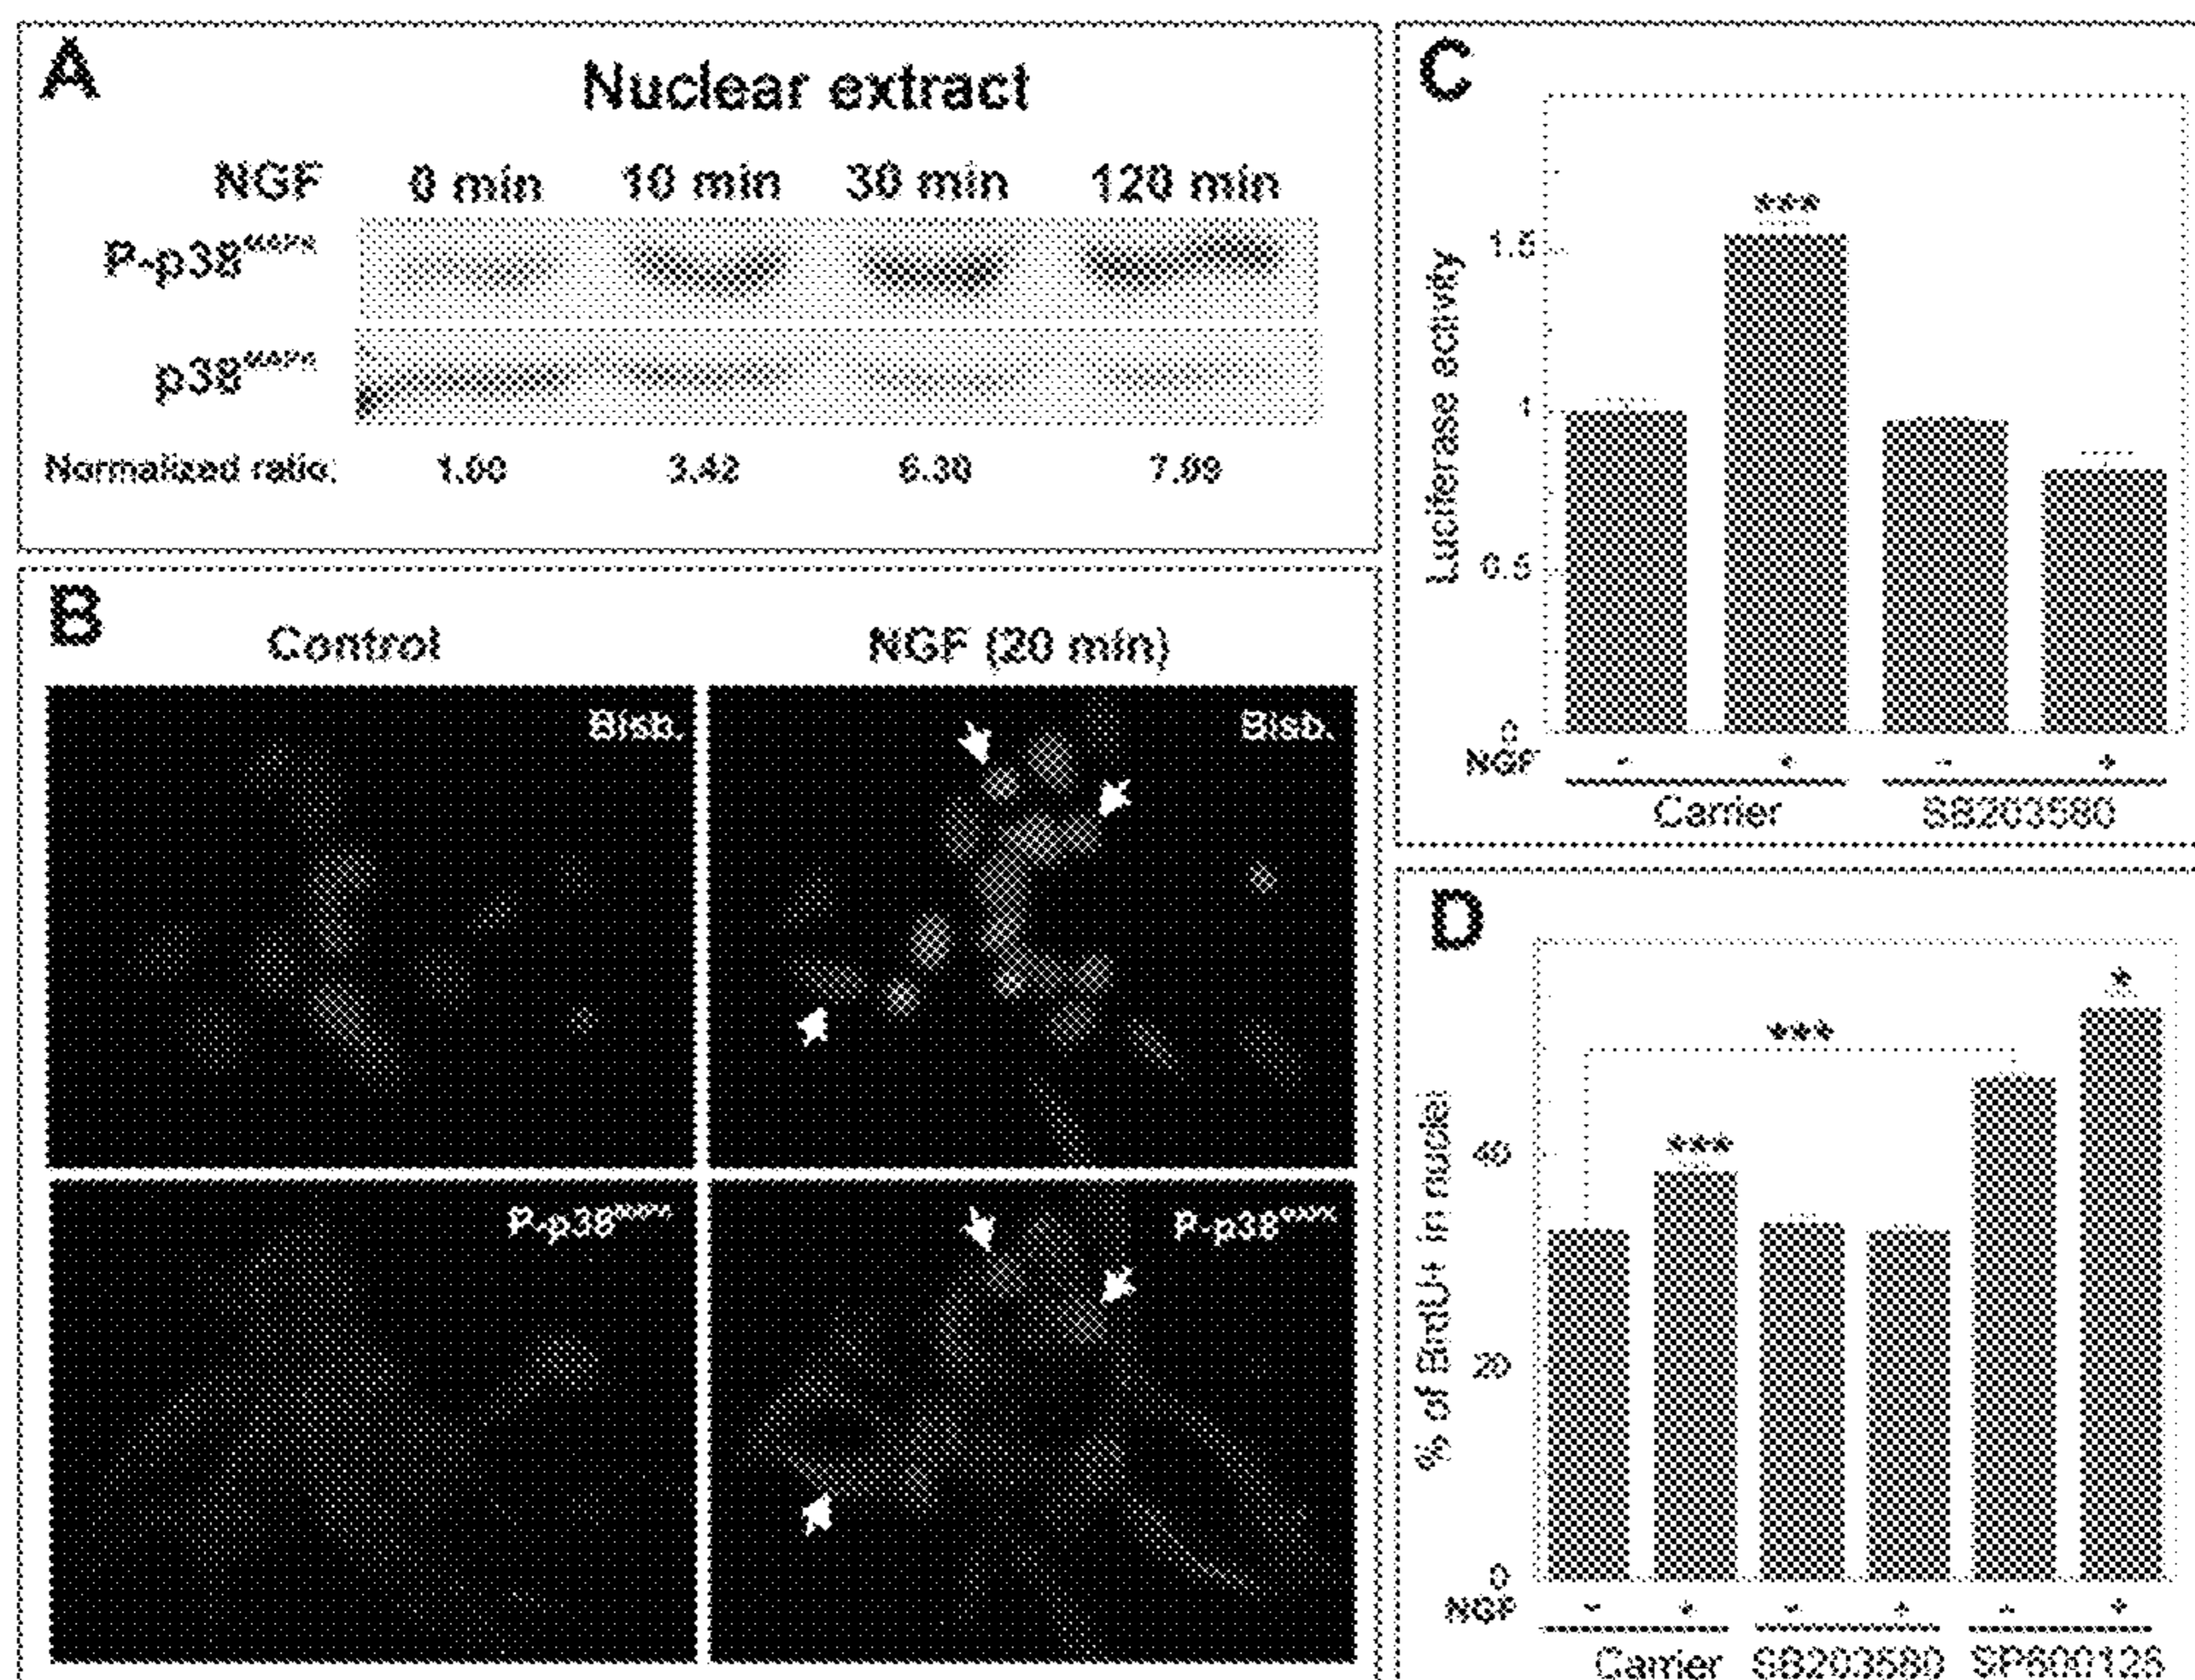 A
Nuclear extract
NGF 0 min 10 min 30 min 120 min
P-p38MAPK
p38MAPK
Normalized ratio: 1.00 3.42 6.30 7.09
B
Control NGF (20 min)
Bisb. Bisb.
P-p38MAPK P-p38MAPK
C
***
1.5
1
0.5
0
Luciferase activity
NGF - + - +
Carrier SB203580
D
*
***
***
40
20
0
% of BrdU+ in nuclei
NGF - + - + - +
Carrier SB203580 SP600125